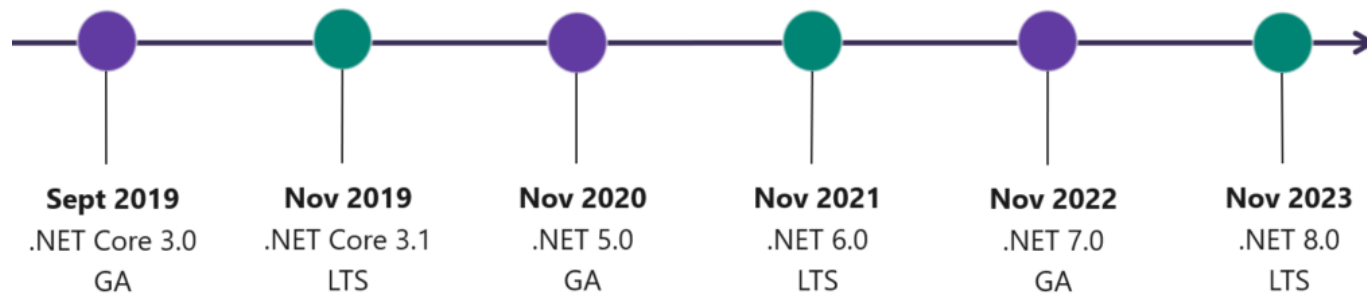 Sept 2019
.NET Core 3.0
GA
Nov 2019
.NET Core 3.1
LTS
Nov 2020
.NET 5.0
GA
Nov 2021
.NET 6.0
LTS
Nov 2022
.NET 7.0
GA
Nov 2023
.NET 8.0
LTS